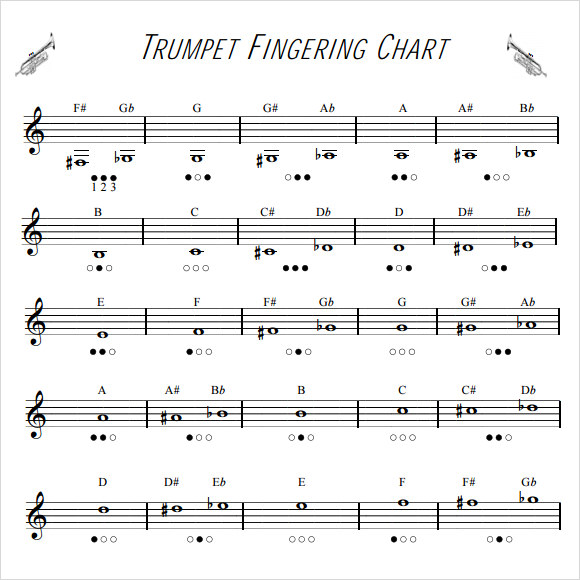 TRUMPET FINGERING CHART
F# Gb G G# Ab A A# Bb
1 2 3
B C C# Db D D# Eb
E F F# Gb G G# Ab
A A# Bb B C C# Db
D D# Eb E F F# Gb